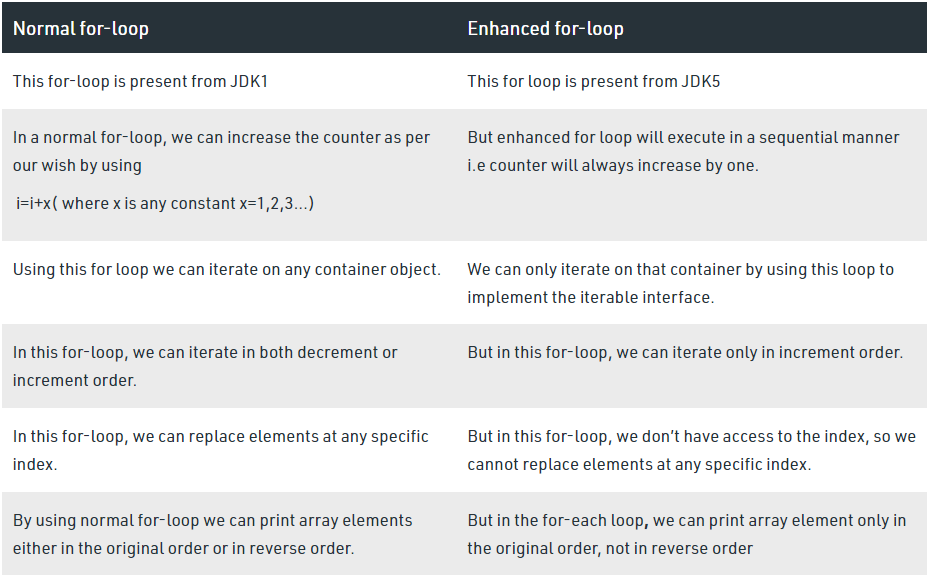 Normal for-loop Enhanced for-loop
This for-loop is present from JDK1 This for loop is present from JDK5
In a normal for-loop, we can increase the counter as per
our wish by using
i=i+x( where x is any constant x=1,2,3…)
But enhanced for loop will execute in a sequential manner
i.e counter will always increase by one.
Using this for loop we can iterate on any container object.
We can only iterate on that container by using this loop to
implement the iterable interface.
In this for-loop, we can iterate in both decrement or
increment order.
But in this for-loop, we can iterate only in increment order.
In this for-loop, we can replace elements at any specific
index.
But in this for-loop, we don’t have access to the index, so we
cannot replace elements at any specific index.
By using normal for-loop we can print array elements
either in the original order or in reverse order.
But in the for-each loop, we can print array element only in
the original order, not in reverse order